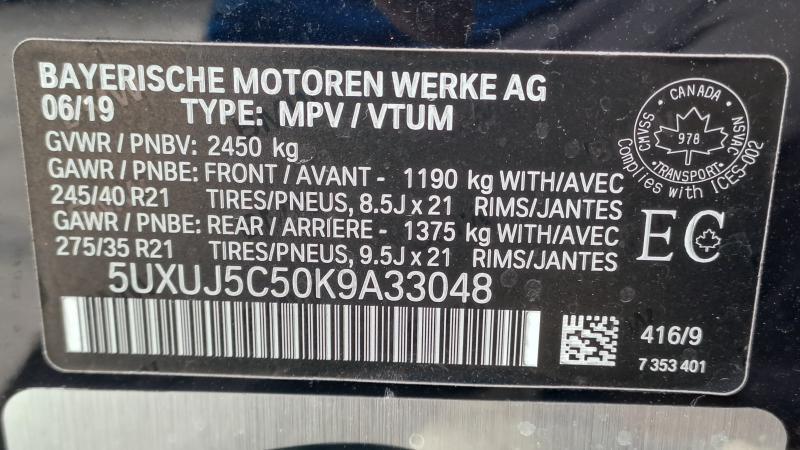 BAYERISCHE MOTOREN WERKE AG
06/19 TYPE: MPV / VTUM
GVWR / PNBV: 2450 kg
GAWR / PNBE: FRONT / AVANT - 1190 kg WITH/AVEC
245/40 R21 TIRES/PNEUS, 8.5J x 21 RIMS/JANTES
GAWR / PNBE: REAR / ARRIERE - 1375 kg WITH/AVEC
275/35 R21 TIRES/PNEUS, 9.5J x 21 RIMS/JANTES
5UXUJ5C50K9A33048
CANADA
CMVSS
NSVAC
978
TRANSPORT
Complies with ICES-002
EC
416/9
7 353 401